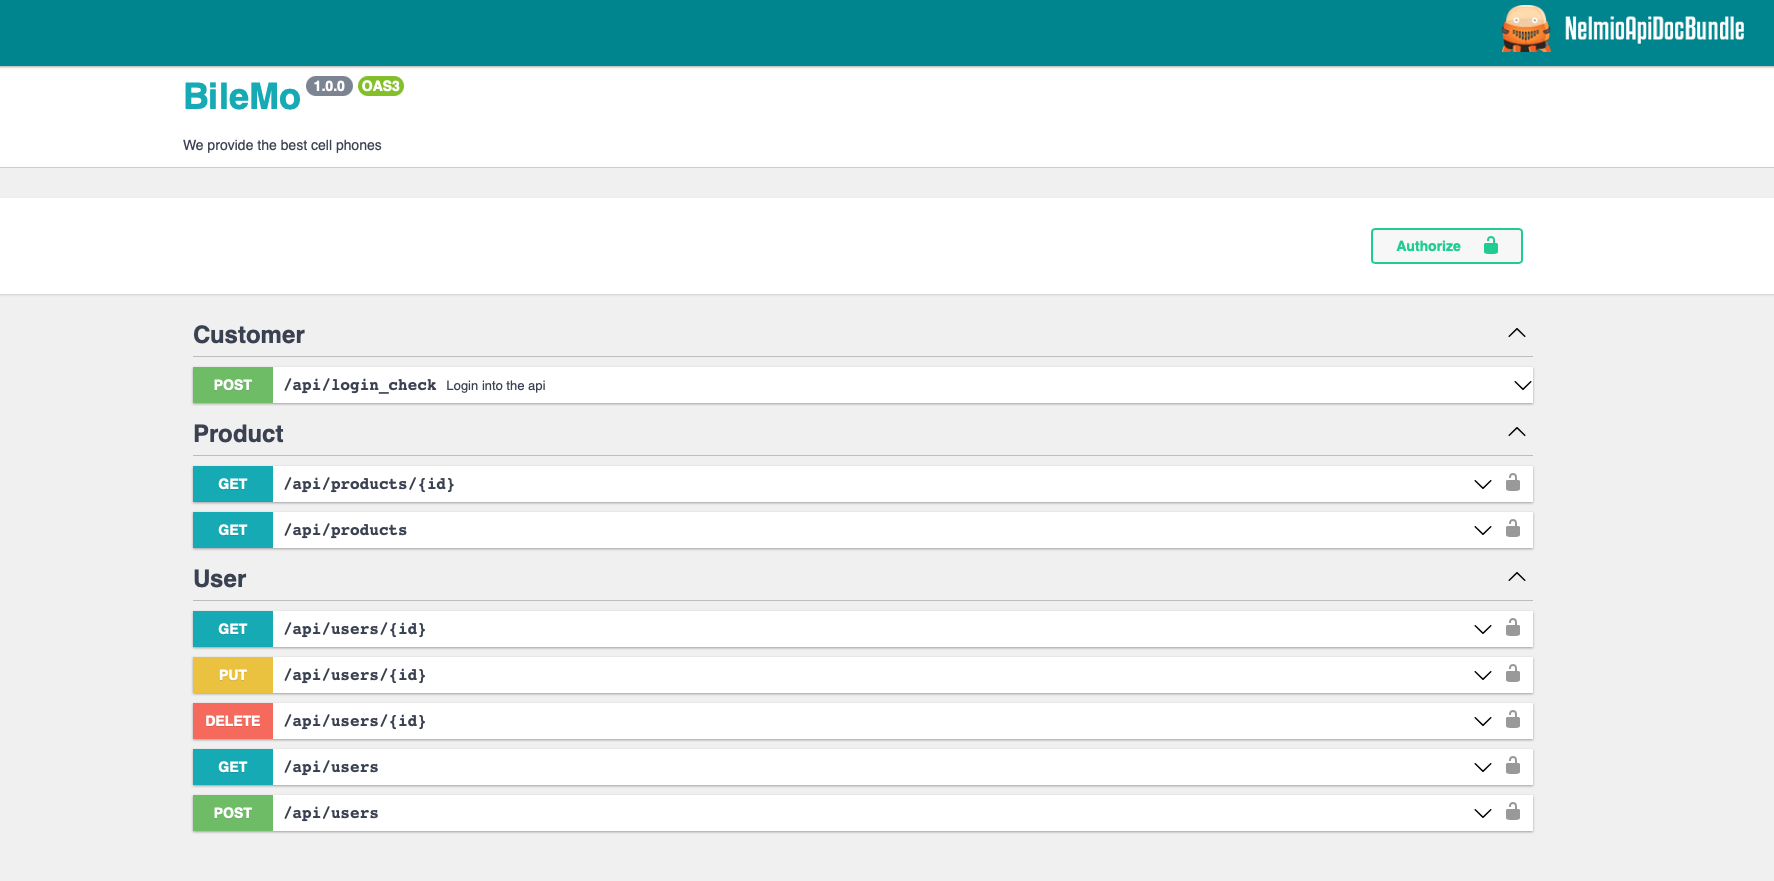 NelmioApiDocBundle
BileMo 1.0.0 OAS3
We provide the best cell phones
Authorize
Customer
POST /api/login_check Login into the api
Product
GET /api/products/{id}
GET /api/products
User
GET /api/users/{id}
PUT /api/users/{id}
DELETE /api/users/{id}
GET /api/users
POST /api/users